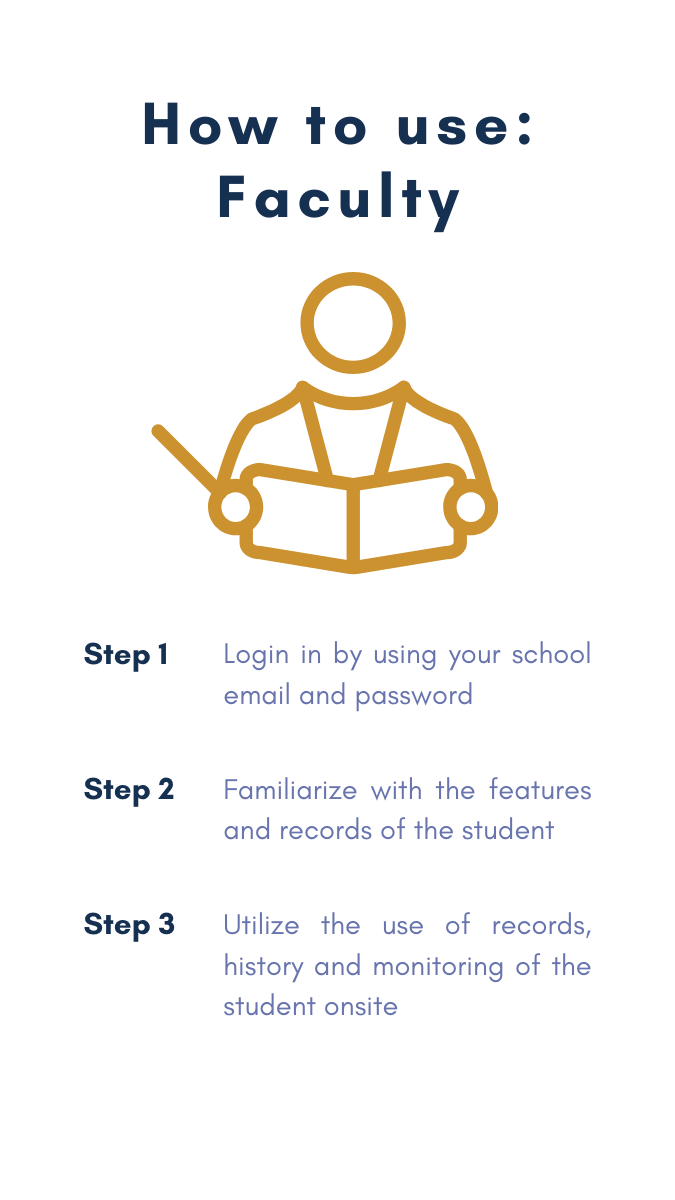 How to use:
Faculty
Step 1
Login in by using your school
email and password
Step 2
Familiarize with the features
and records of the student
Step 3
Utilize the use of records,
history and monitoring of the
student onsite